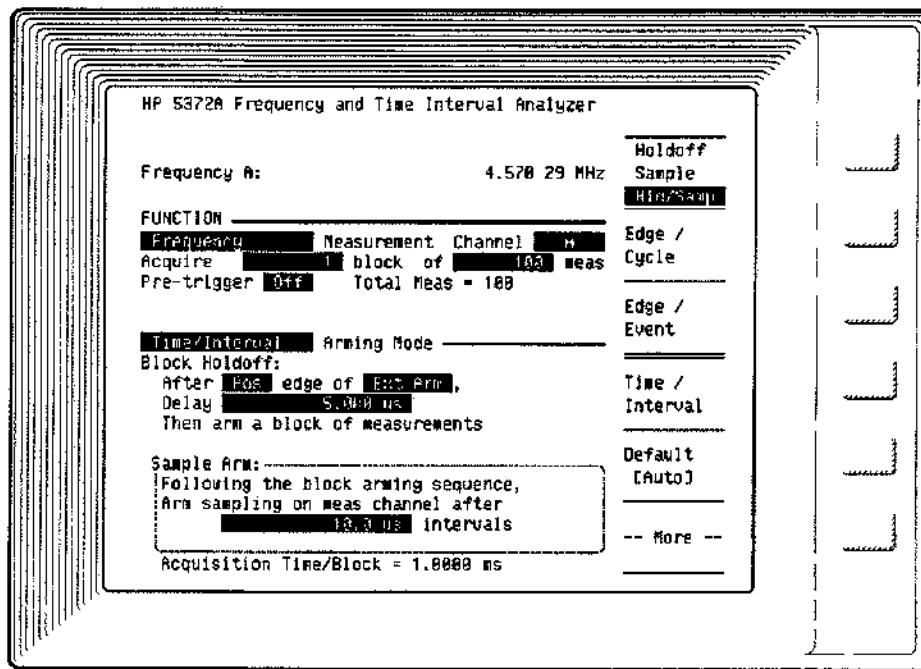 HP 5372A Frequency and Time Interval Analyzer
Frequency A: 4.570 29 MHz
FUNCTION
Frequency Measurement Channel A
Acquire 1 block of 100 meas
Pre-trigger Off Total Meas = 100
Time/Interval Arming Mode
Block Holdoff:
After Pos edge of Ext Arm,
Delay 5.000 us
Then arm a block of measurements
Sample Arm:
Following the block arming sequence,
Arm sampling on meas channel after
10.0 us intervals
Acquisition Time/Block = 1.0000 ms
Holdoff
Sample
Hld/Samp
Edge /
Cycle
Edge /
Event
Time /
Interval
Default
[Auto]
-- More --